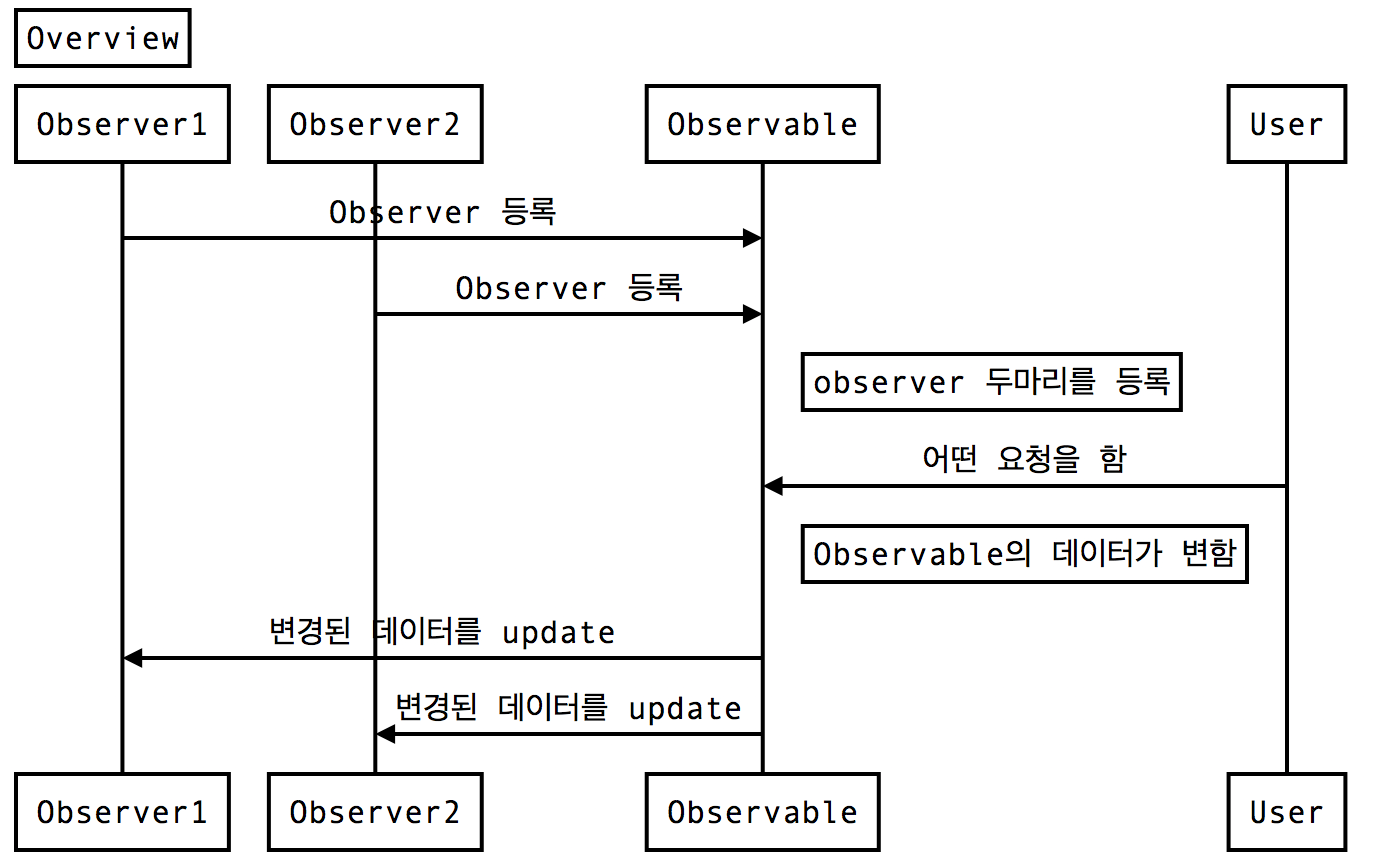 Overview
Observer1
Observer2
Observable
User
Observer 등록
Observer 등록
observer 두마리를 등록
어떤 요청을 함
Observable의 데이터가 변함
변경된 데이터를 update
변경된 데이터를 update
Observer1
Observer2
Observable
User